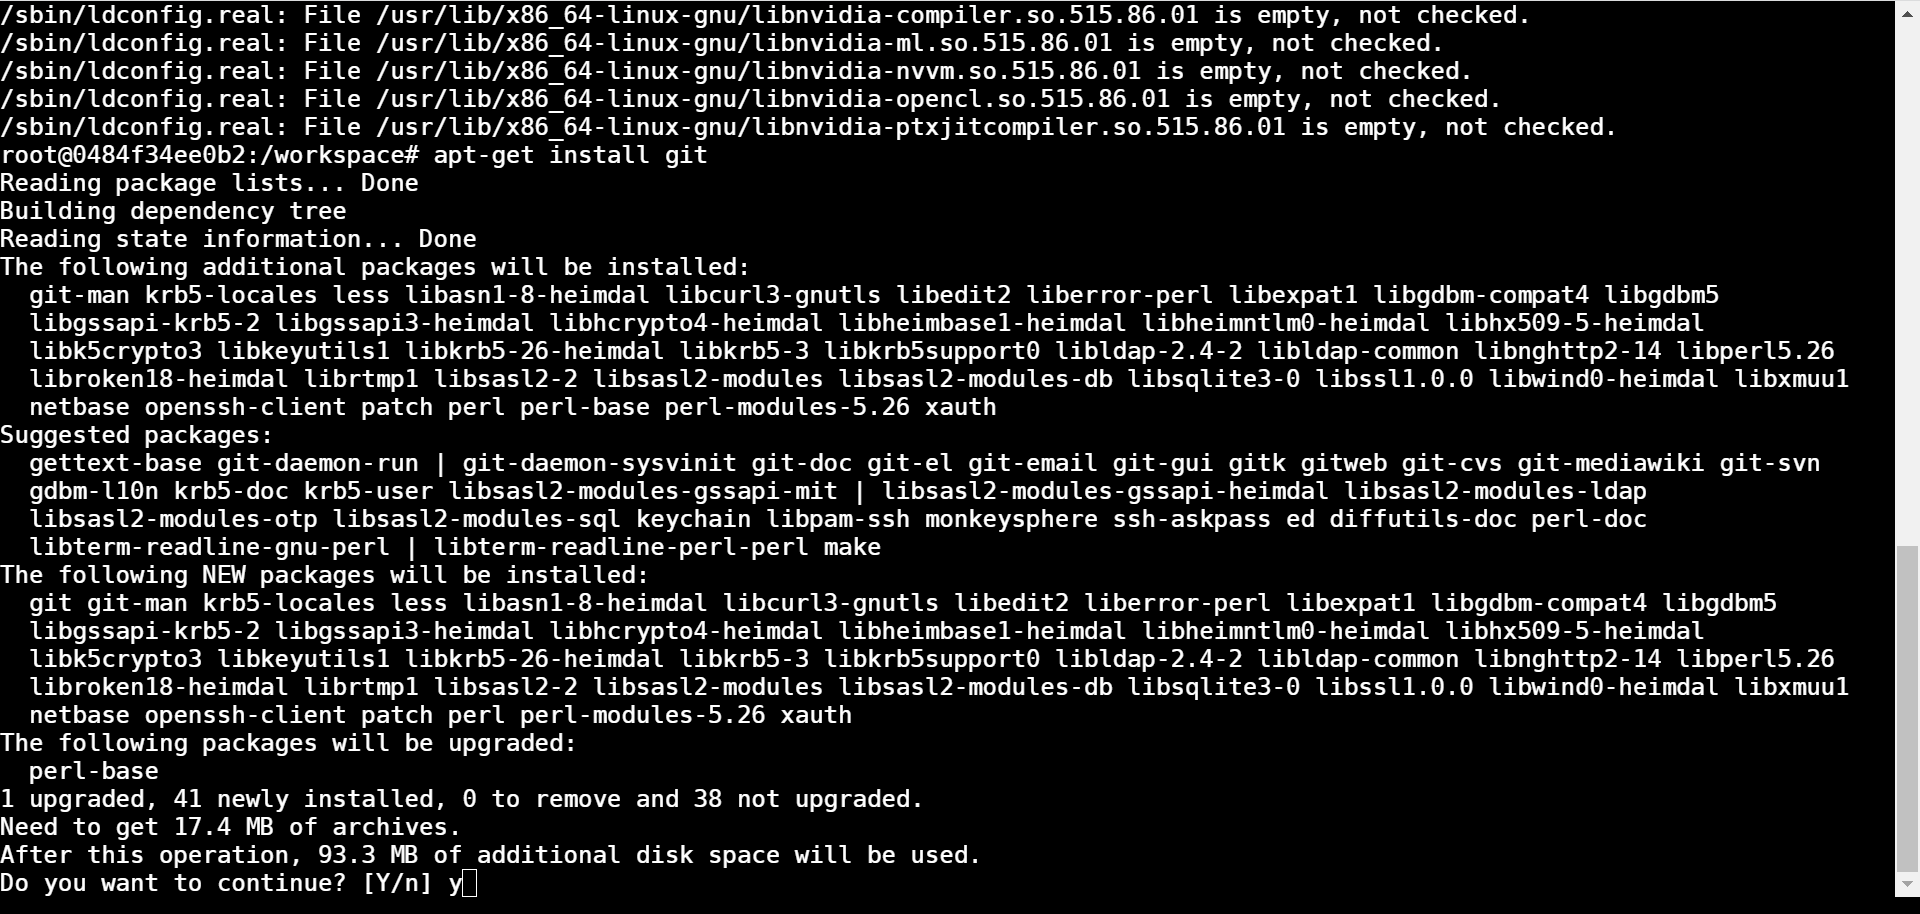 /sbin/ldconfig.real: File /usr/lib/x86_64-linux-gnu/libnvidia-compiler.so.515.86.01 is empty, not checked.
/sbin/ldconfig.real: File /usr/lib/x86_64-linux-gnu/libnvidia-ml.so.515.86.01 is empty, not checked.
/sbin/ldconfig.real: File /usr/lib/x86_64-linux-gnu/libnvidia-nvvm.so.515.86.01 is empty, not checked.
/sbin/ldconfig.real: File /usr/lib/x86_64-linux-gnu/libnvidia-opencl.so.515.86.01 is empty, not checked.
/sbin/ldconfig.real: File /usr/lib/x86_64-linux-gnu/libnvidia-ptxjitcompiler.so.515.86.01 is empty, not checked.
root@0484f34ee0b2:/workspace# apt-get install git
Reading package lists... Done
Building dependency tree
Reading state information... Done
The following additional packages will be installed:
  git-man krb5-locales less libasn1-8-heimdal libcurl3-gnutls libedit2 liberror-perl libexpat1 libgdbm-compat4 libgdbm5
  libgssapi-krb5-2 libgssapi3-heimdal libhcrypto4-heimdal libheimbase1-heimdal libheimntlm0-heimdal libhx509-5-heimdal
  libk5crypto3 libkeyutils1 libkrb5-26-heimdal libkrb5-3 libkrb5support0 libldap-2.4-2 libldap-common libnghttp2-14 libperl5.26
  libroken18-heimdal librtmp1 libsasl2-2 libsasl2-modules libsasl2-modules-db libsqlite3-0 libssl1.0.0 libwind0-heimdal libxmuu1
  netbase openssh-client patch perl perl-base perl-modules-5.26 xauth
Suggested packages:
  gettext-base git-daemon-run | git-daemon-sysvinit git-doc git-el git-email git-gui gitk gitweb git-cvs git-mediawiki git-svn
  gdbm-l10n krb5-doc krb5-user libsasl2-modules-gssapi-mit | libsasl2-modules-gssapi-heimdal libsasl2-modules-ldap
  libsasl2-modules-otp libsasl2-modules-sql keychain libpam-ssh monkeysphere ssh-askpass ed diffutils-doc perl-doc
  libterm-readline-gnu-perl | libterm-readline-perl-perl make
The following NEW packages will be installed:
  git git-man krb5-locales less libasn1-8-heimdal libcurl3-gnutls libedit2 liberror-perl libexpat1 libgdbm-compat4 libgdbm5
  libgssapi-krb5-2 libgssapi3-heimdal libhcrypto4-heimdal libheimbase1-heimdal libheimntlm0-heimdal libhx509-5-heimdal
  libk5crypto3 libkeyutils1 libkrb5-26-heimdal libkrb5-3 libkrb5support0 libldap-2.4-2 libldap-common libnghttp2-14 libperl5.26
  libroken18-heimdal librtmp1 libsasl2-2 libsasl2-modules libsasl2-modules-db libsqlite3-0 libssl1.0.0 libwind0-heimdal libxmuu1
  netbase openssh-client patch perl perl-modules-5.26 xauth
The following packages will be upgraded:
  perl-base
1 upgraded, 41 newly installed, 0 to remove and 38 not upgraded.
Need to get 17.4 MB of archives.
After this operation, 93.3 MB of additional disk space will be used.
Do you want to continue? [Y/n] y